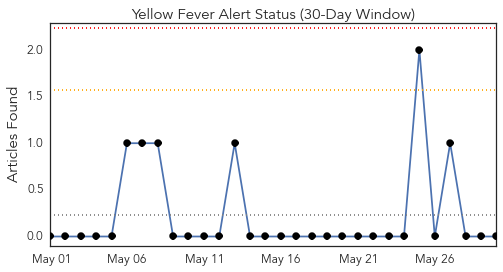 Yellow Fever Alert Status (30-Day Window)
Articles Found
2.0
1.5
1.0
0.5
0.0
May 01 May 06 May 11 May 16 May 21 May 26